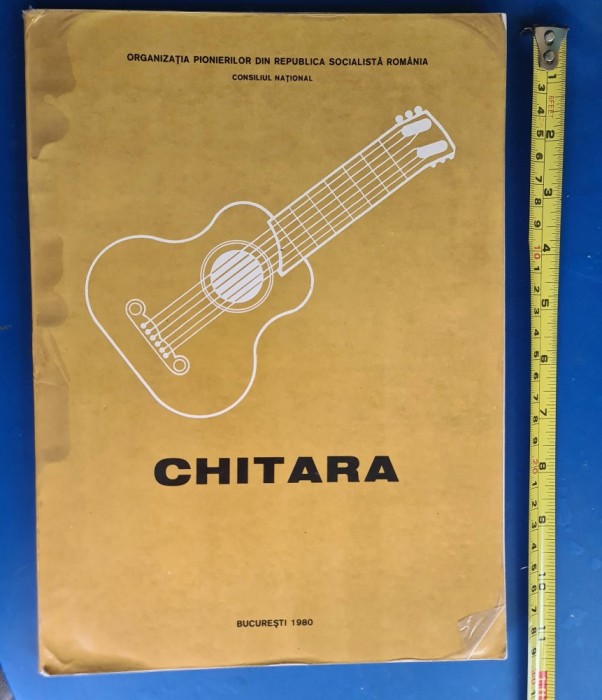 ORGANIZAȚIA PIONIERILOR DIN REPUBLICA SOCIALISTĂ ROMÂNIA
CONSILIUL NAȚIONAL
CHITARA
BUCUREȘTI 1980